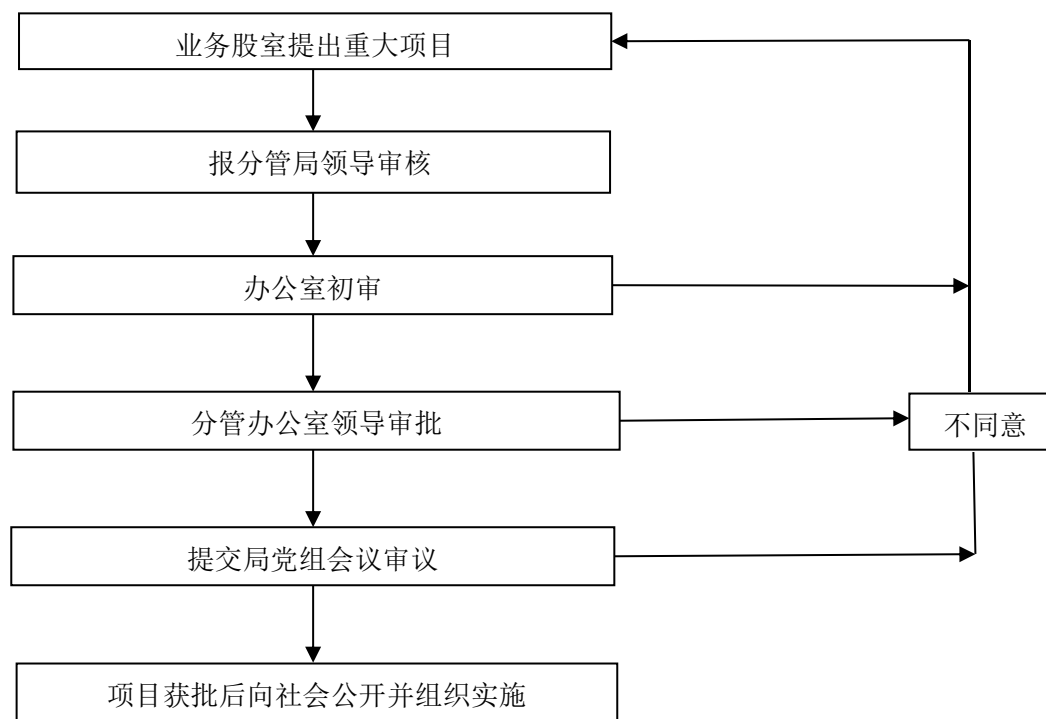 业务股室提出重大项目
报分管局领导审核
办公室初审
分管办公室领导审批
不同意
提交局党组会议审议
项目获批后向社会公开并组织实施